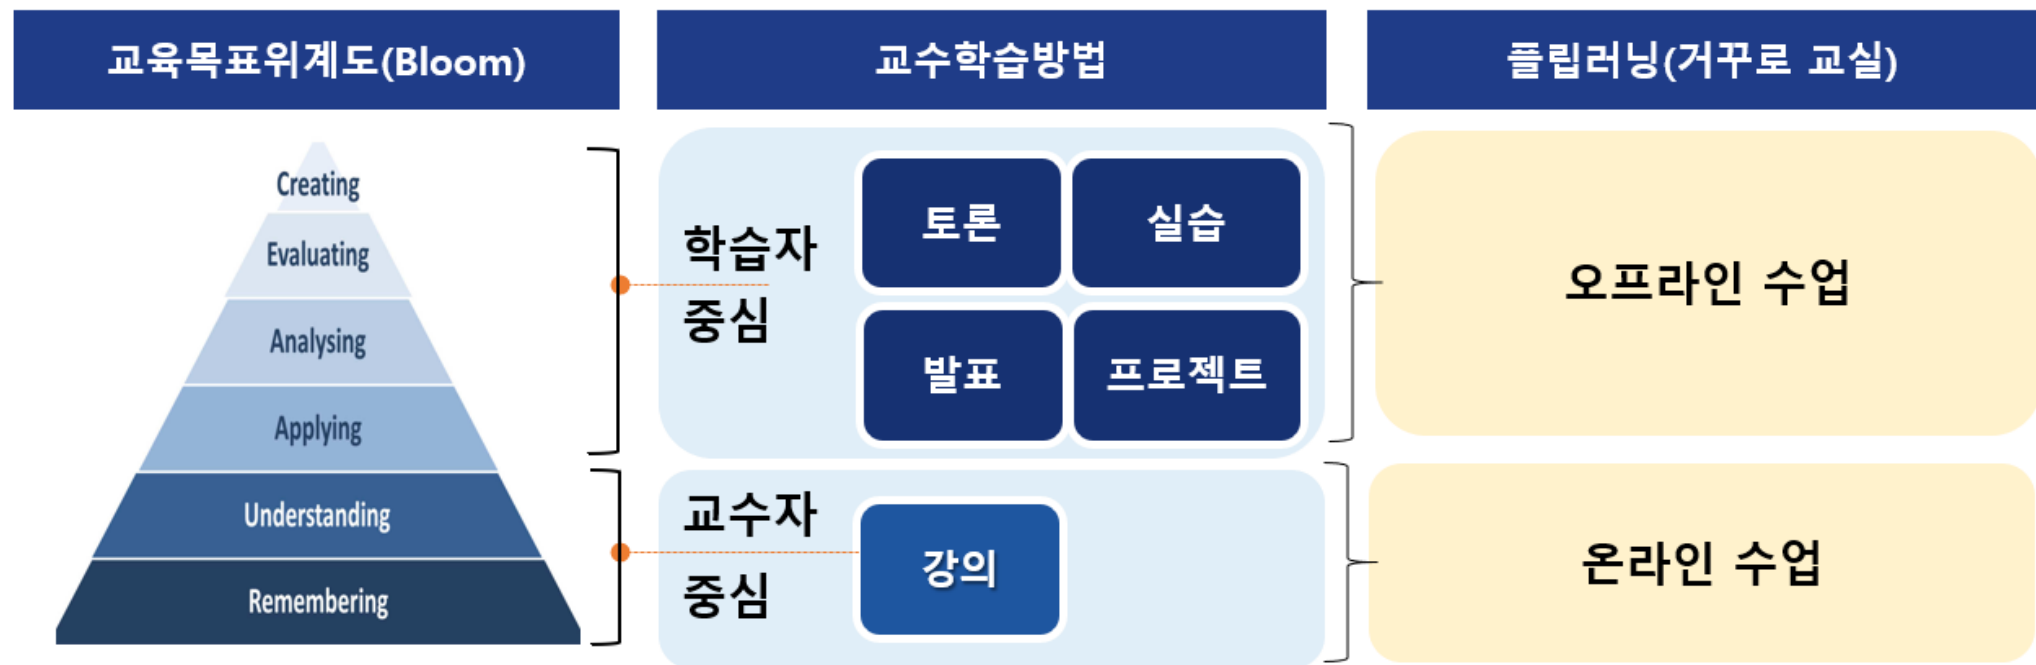 교육목표위계도(Bloom)
교수학습방법
플립러닝(거꾸로 교실)
Creating
Evaluating
Analysing
Applying
Understanding
Remembering
학습자
중심
토론
실습
발표
프로젝트
교수자
중심
강의
오프라인 수업
온라인 수업